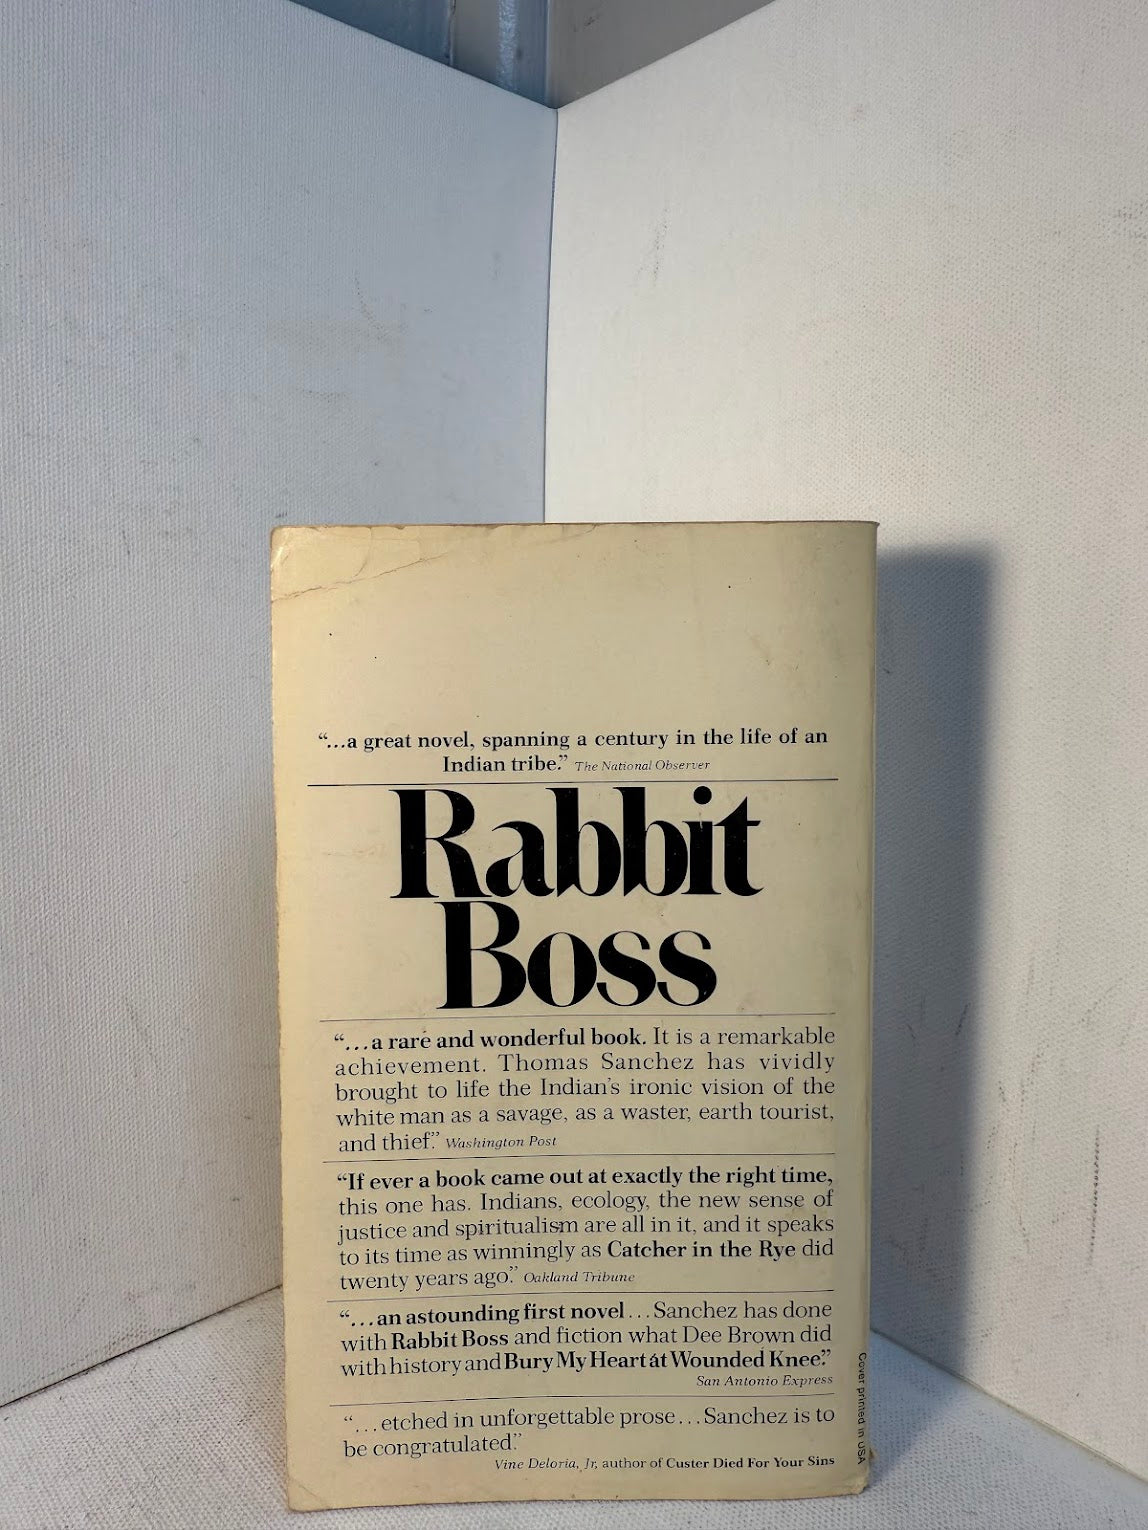 “...a great novel, spanning a century in the life of an
Indian tribe.” The National Observer
Rabbit
Boss
“...a rare and wonderful book. It is a remarkable
achievement. Thomas Sanchez has vividly
brought to life the Indian's ironic vision of the
white man as a savage, as a waster, earth tourist,
and thief.” Washington Post
“If ever a book came out at exactly the right time,
this one has. Indians, ecology, the new sense of
justice and spiritualism are all in it, and it speaks
to its time as winningly as Catcher in the Rye did
twenty years ago.” Oakland Tribune
“...an astounding first novel...Sanchez has done
with Rabbit Boss and fiction what Dee Brown did
with history and Bury My Heart at Wounded Knee.”
San Antonio Express
“...etched in unforgettable prose...Sanchez is to
be congratulated.”
Vine Deloria, Jr, author of Custer Died For Your Sins
Cover printed in USA